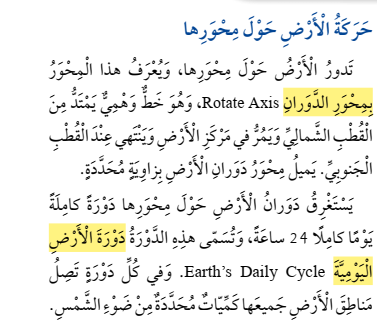 حَرَكَةُ الْأَرْضِ حَوْلَ مِحْوَرِها
تَدورُ الْأَرْضُ حَوْلَ مِحْوَرِها، وَيُعْرَفُ هذا الْمِحْوَرُ
بِمِحْوَرِ الدَّوَرانِ Rotate Axis، وَهُوَ خَطٌّ وَهْمِيٌّ يَمْتَدُّ مِنَ
الْقُطْبِ الشَّمالِيِّ وَيَمُرُّ في مَرْكَزِ الْأَرْضِ وَيَنْتَهي عِنْدَ الْقُطْبِ
الْجَنوبِيِّ. يَميلُ مِحْوَرُ دَوَرانِ الْأَرْضِ بِزاوِيَةٍ مُحَدَّدَةٍ.
يَسْتَغْرِقُ دَوَرانُ الْأَرْضِ حَوْلَ مِحْوَرِها دَوْرَةً كامِلَةً
يَوْمًا كامِلًا 24 ساعَةً، وَتُسَمّى هذِهِ الدَّوْرَةُ دَوْرَةَ الْأَرْضِ
الْيَوْمِيَّةَ Earth’s Daily Cycle. وَفي كُلِّ دَوْرَةٍ تَصِلُ
مَناطِقَ الْأَرْضِ جَميعَها كَمِّيّاتٌ مُحَدَّدَةٌ مِنْ ضَوْءِ الشَّمْسِ.